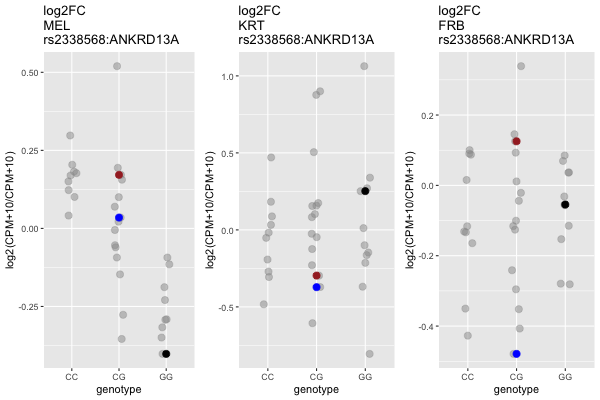 log2FC
MEL
rs2338568:ANKRD13A
log2(CPM+10/CPM+10)
0.50
0.25
0.00
-0.25
CC
CG
GG
genotype
log2FC
KRT
rs2338568:ANKRD13A
log2(CPM+10/CPM+10)
1.0
0.5
0.0
-0.5
CC
CG
GG
genotype
log2FC
FRB
rs2338568:ANKRD13A
log2(CPM+10/CPM+10)
0.2
0.0
-0.2
-0.4
CC
CG
GG
genotype